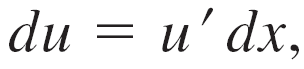 du = u′ dx,